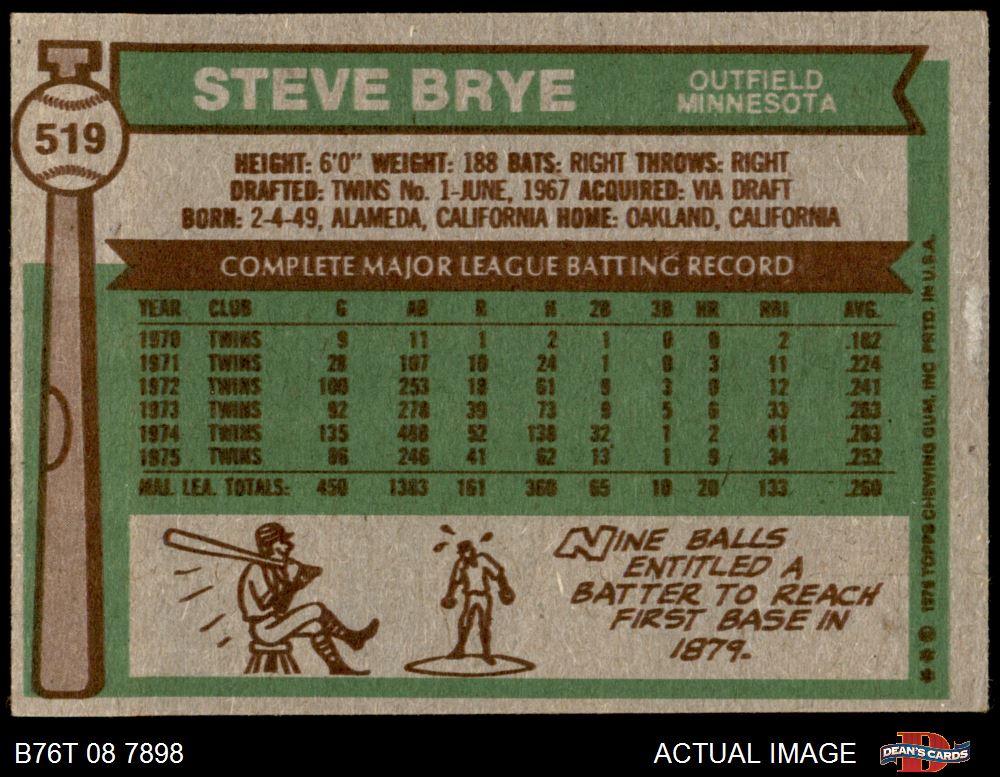 STEVE BRYE
OUTFIELD
MINNESOTA
519
HEIGHT: 6'0" WEIGHT: 188 BATS: RIGHT THROWS: RIGHT
DRAFTED: TWINS No. 1-JUNE, 1967 ACQUIRED: VIA DRAFT
BORN: 2-4-49, ALAMEDA, CALIFORNIA HOME: OAKLAND, CALIFORNIA
COMPLETE MAJOR LEAGUE BATTING RECORD
YEAR CLUB G AB R H 2B 3B HR RBI AVG.
1970 TWINS 9 11 1 2 1 0 0 2 .182
1971 TWINS 28 107 10 24 1 0 3 11 .224
1972 TWINS 100 253 18 61 9 3 0 12 .241
1973 TWINS 92 278 39 73 9 5 6 33 .263
1974 TWINS 135 488 52 138 32 1 2 41 .283
1975 TWINS 86 246 41 62 13 1 9 34 .252
MAJ. LEA. TOTALS: 450 1383 161 360 65 10 20 133 .260
NINE BALLS
ENTITLED A
BATTER TO REACH
FIRST BASE IN
1879.
** © 1976 TOPPS CHEWING GUM, INC PRTD. IN U.S.A.
B76T 08 7898
ACTUAL IMAGE
D
DEAN'S CARDS